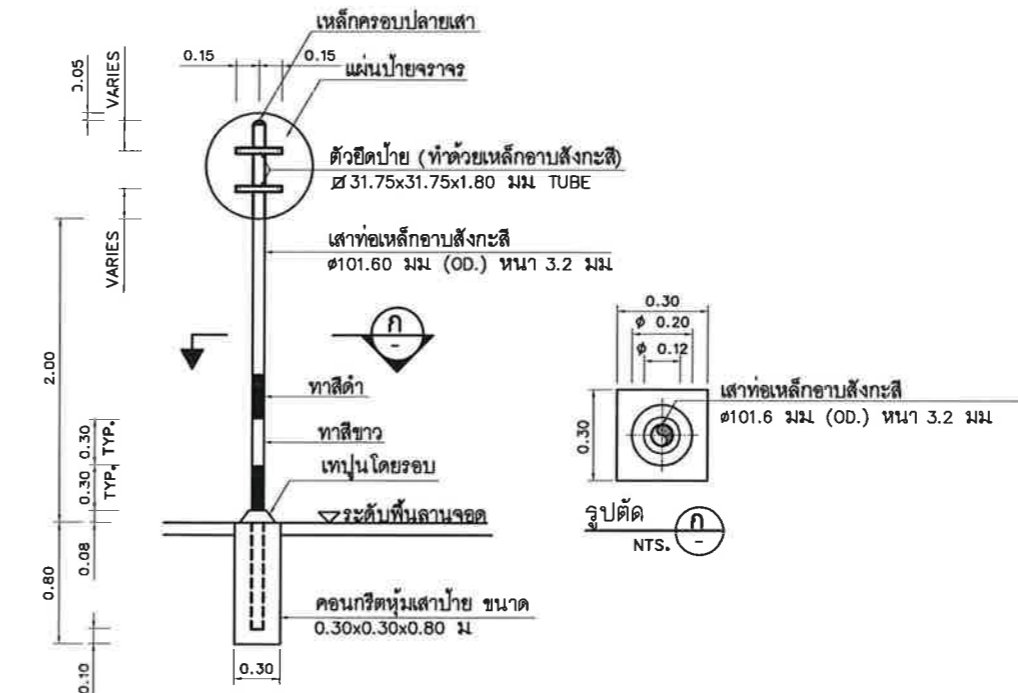 เหล็กครอบปลายเสา
0.15
0.15
แผ่นป้ายจราจร
VARIES
ตัวยึดป้าย (ทำด้วยเหล็กอาบสังกะสี)
31.75x31.75x1.80 มม TUBE
เสาท่อเหล็กอาบสังกะสี
ø101.60 มม (OD.) หนา 3.2 มม
VARIES
ก
-
2.00
ทาสีดำ
ทาสีขาว
0.30 TYP.
0.30 TYP.
เทปูนโดยรอบ
ระดับพื้นลานจอด
0.08
0.80
คอนกรีตหุ้มเสาป้าย ขนาด
0.30x0.30x0.80 ม
0.30
0.10
0.30
ø 0.20
ø 0.12
0.30
เสาท่อเหล็กอาบสังกะสี
ø101.6 มม (OD.) หนา 3.2 มม
รูปตัด
ก
-
NTS.